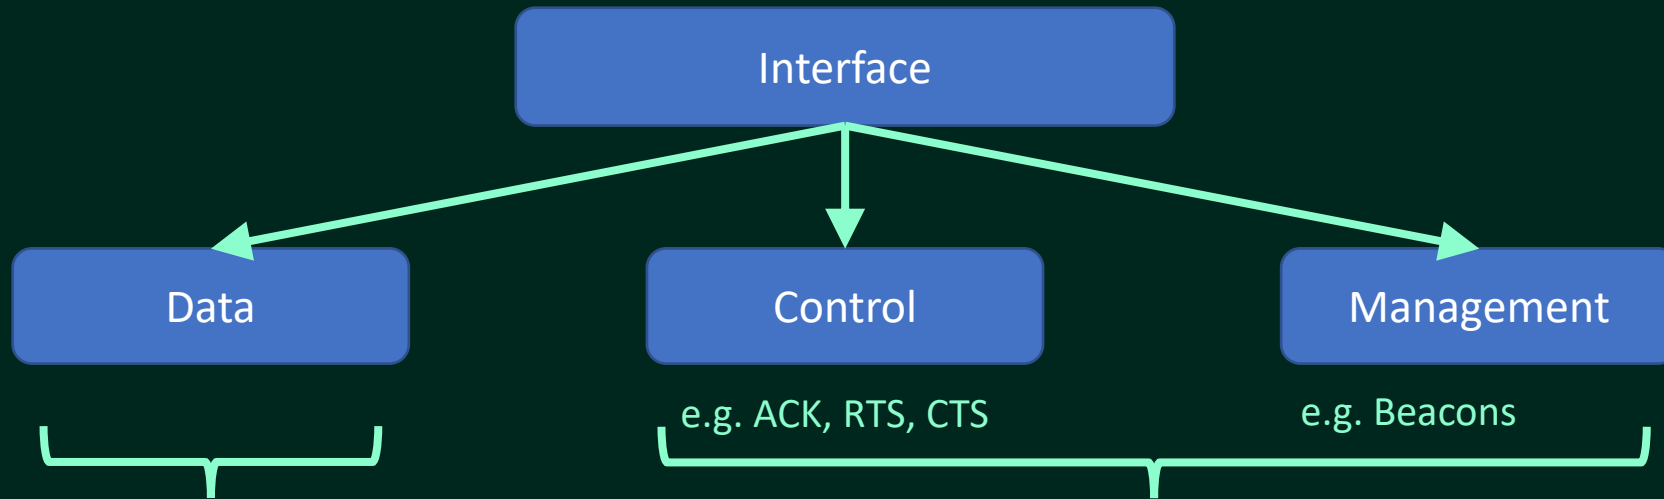 Interface
Data
Control
Management
e.g. ACK, RTS, CTS
e.g. Beacons